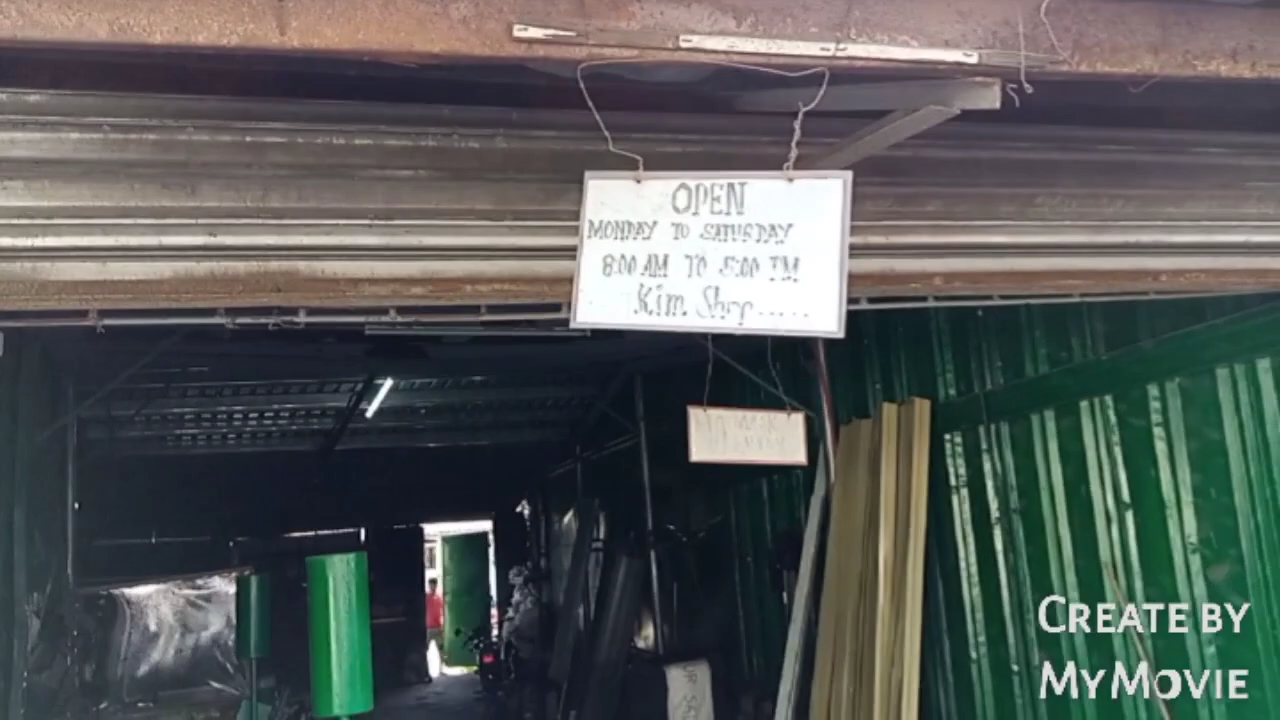 OPEN
MONDAY TO SATURDAY
8:00 AM TO 5:00 PM
Kim Shop.....
CREATE BY
MYMOVIE